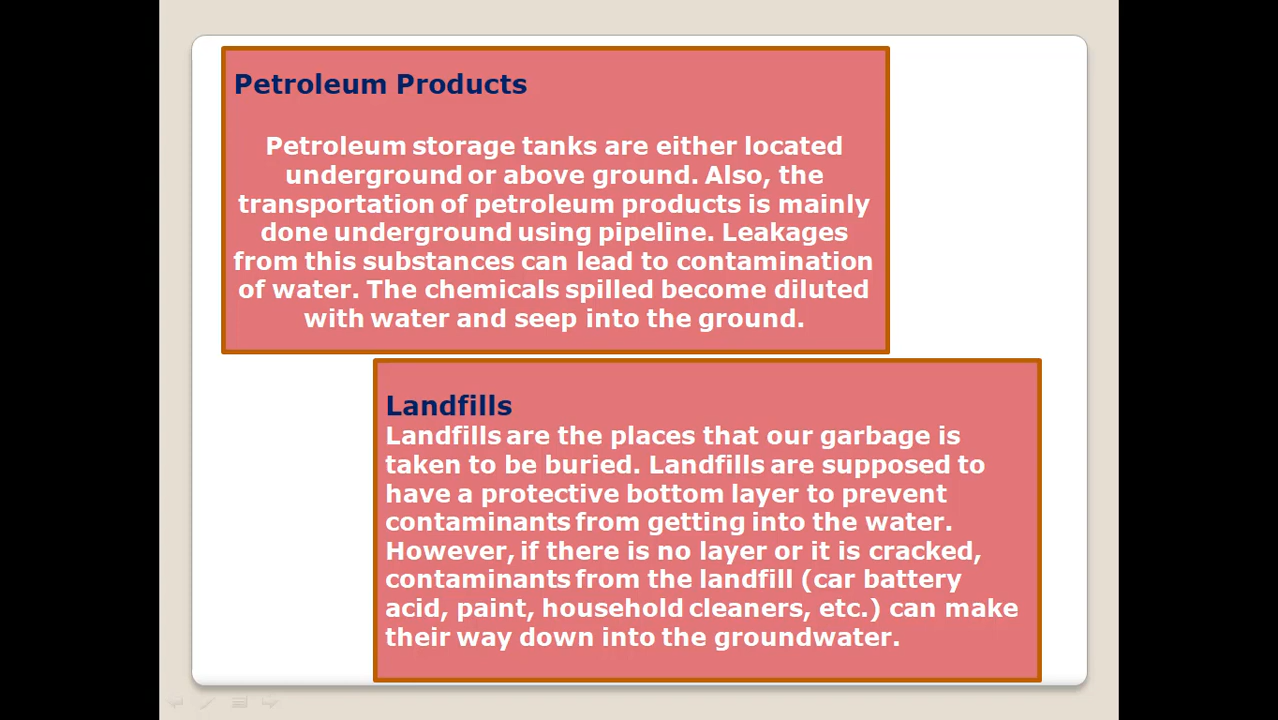 Petroleum Products
Petroleum storage tanks are either located
underground or above ground. Also, the
transportation of petroleum products is mainly
done underground using pipeline. Leakages
from this substances can lead to contamination
of water. The chemicals spilled become diluted
with water and seep into the ground.
Landfills
Landfills are the places that our garbage is
taken to be buried. Landfills are supposed to
have a protective bottom layer to prevent
contaminants from getting into the water.
However, if there is no layer or it is cracked,
contaminants from the landfill (car battery
acid, paint, household cleaners, etc.) can make
their way down into the groundwater.